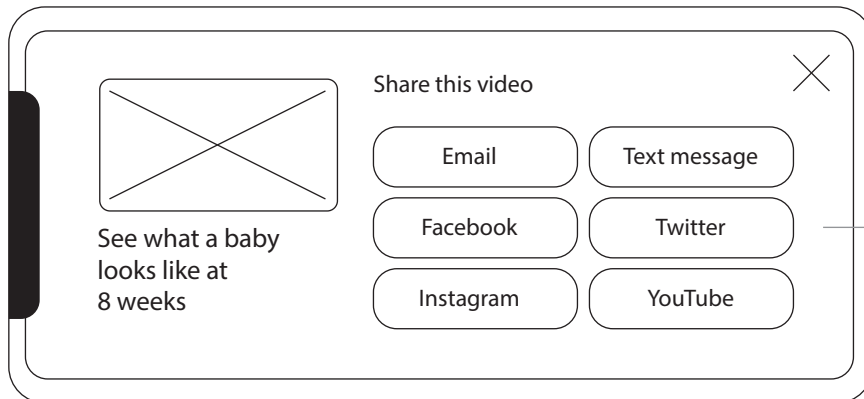 Share this video
Email
Text message
Facebook
Twitter
Instagram
YouTube
See what a baby
looks like at
8 weeks